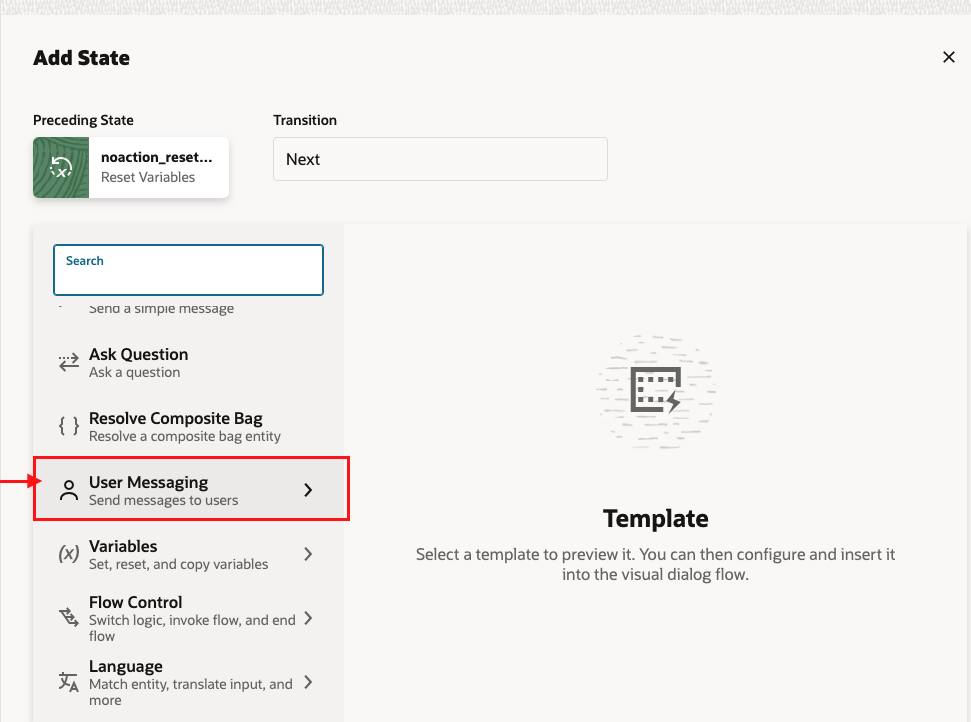 Add State
Preceding State
Transition
noaction_reset...
Reset Variables
Next
Search
Send a simple message
Ask Question
Ask a question
{ } Resolve Composite Bag
Resolve a composite bag entity
User Messaging
Send messages to users
(x) Variables
Set, reset, and copy variables
Flow Control
Switch logic, invoke flow, and end
flow
Language
Match entity, translate input, and
more
Template
Select a template to preview it. You can then configure and insert it
into the visual dialog flow.